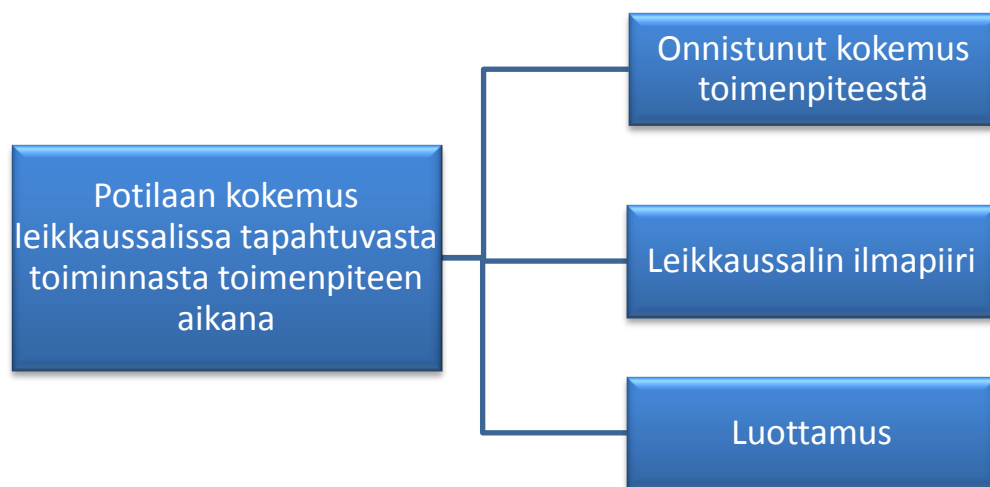 Onnistunut kokemus
toimenpiteestä
Potilaan kokemus
leikkaussalissa tapahtuvasta
toiminnasta toimenpiteen
aikana
Leikkaussalin ilmapiiri
Luottamus